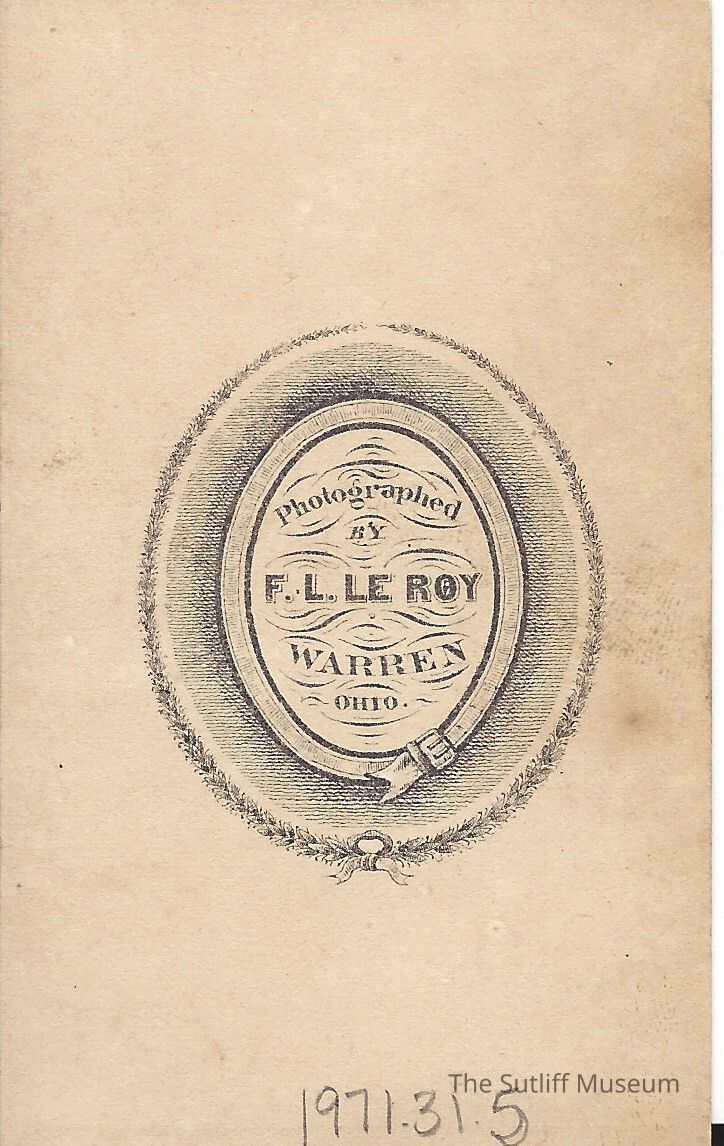 Photographed
BY
F. L. LE ROY
WARREN
OHIO.
The Sutliff Museum
1971.31.5